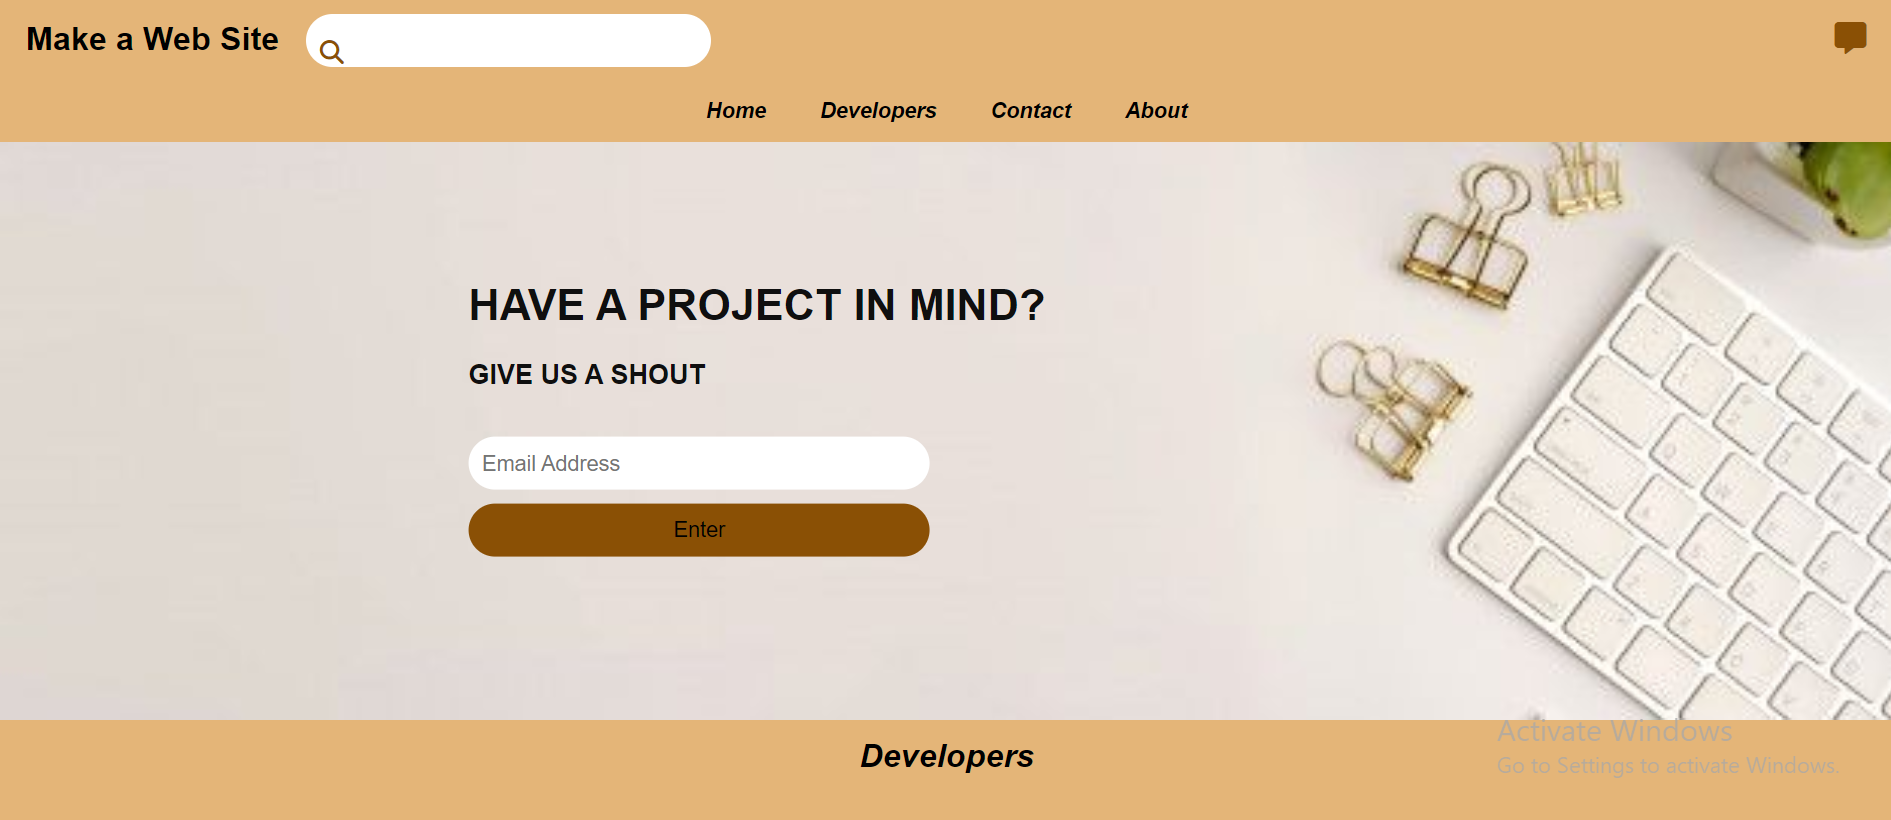 Make a Web Site
Home Developers Contact About
HAVE A PROJECT IN MIND?
GIVE US A SHOUT
Email Address
Enter
Developers
Activate Windows
Go to Settings to activate Windows.